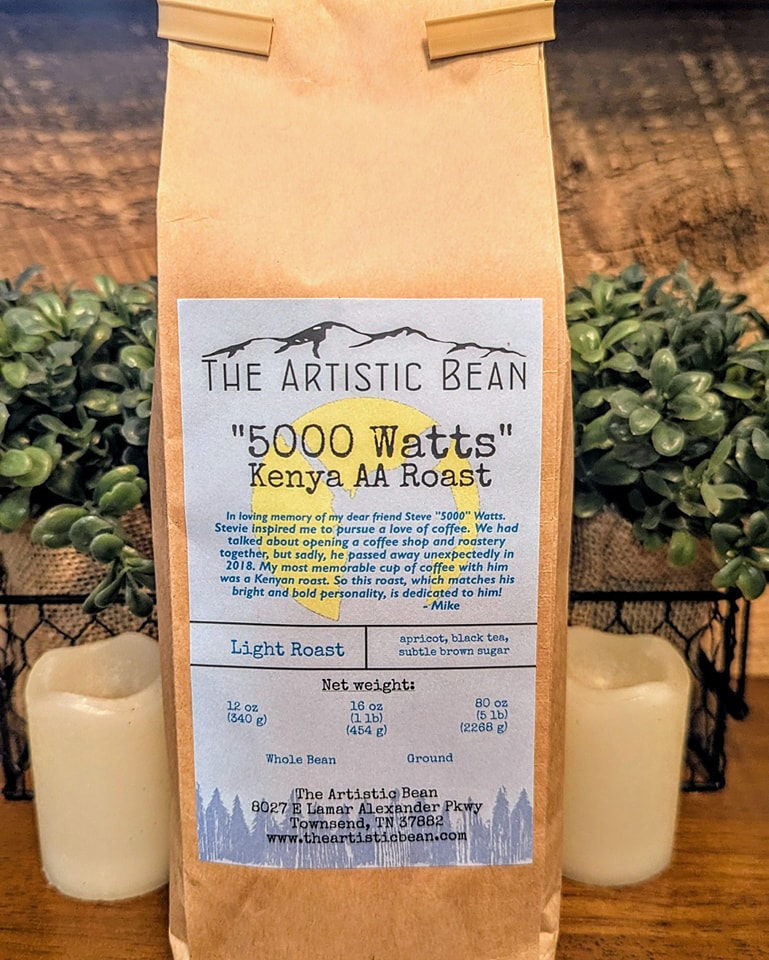 THE ARTISTIC BEAN
"5000 Watts"
Kenya AA Roast
In loving memory of my dear friend Steve "5000" Watts.
Stevie inspired me to pursue a love of coffee. We had
talked about opening a coffee shop and roastery
together, but sadly, he passed away unexpectedly in
2018. My most memorable cup of coffee with him
was a Kenyan roast. So this roast, which matches his
bright and bold personality, is dedicated to him!
- Mike
Light Roast
apricot, black tea,
subtle brown sugar
Net weight:
12 oz
(340 g)
16 oz
(1 lb)
(454 g)
80 oz
(5 lb)
(2268 g)
Whole Bean
Ground
The Artistic Bean
8027 E Lamar Alexander Pkwy
Townsend, TN 37882
www.theartisticbean.com